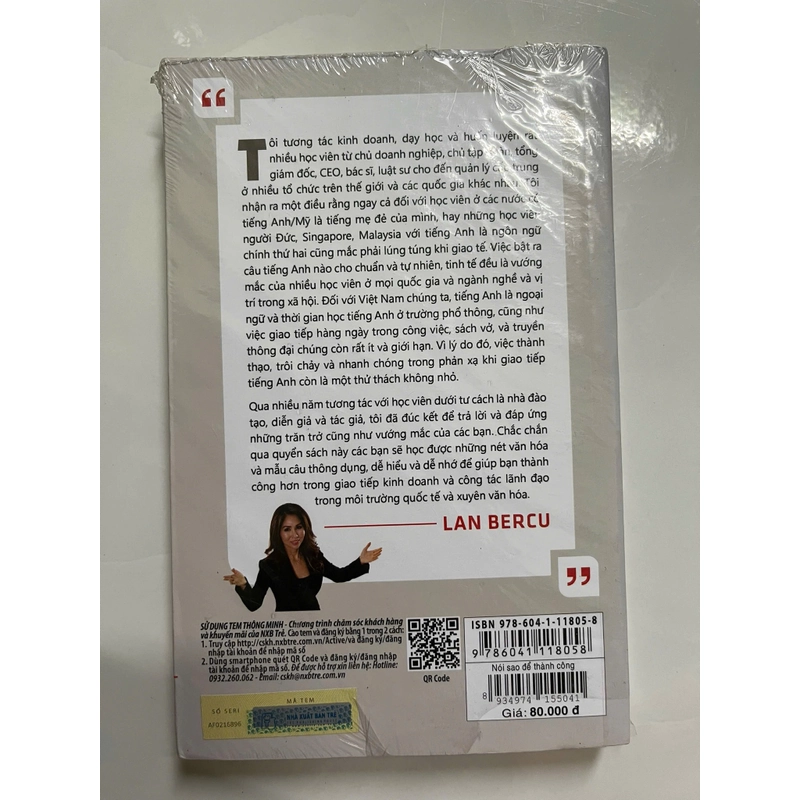 Tôi tương tác kinh doanh, dạy học và huấn luyện rất
nhiều học viên từ chủ doanh nghiệp, chủ tập đoàn, tổng
giám đốc, CEO, bác sĩ, luật sư cho đến quản lý cấp trung
ở nhiều tổ chức trên thế giới và các quốc gia khác nhau. Tôi
nhận ra một điều rằng ngay cả đối với học viên ở các nước có
tiếng Anh/Mỹ là tiếng mẹ đẻ của mình, hay những học viên
người Đức, Singapore, Malaysia với tiếng Anh là ngôn ngữ
chính thứ hai cũng mắc phải lúng túng khi giao tế. Việc bật ra
câu tiếng Anh nào cho chuẩn và tự nhiên, tinh tế đều là vướng
mắc của nhiều học viên ở mọi quốc gia và ngành nghề và vị
trí trong xã hội. Đối với Việt Nam chúng ta, tiếng Anh là ngoại
ngữ và thời gian học tiếng Anh ở trường phổ thông, cũng như
việc giao tiếp hàng ngày trong công việc, sách vở, và truyền
thông đại chúng còn rất ít và giới hạn. Vì lý do đó, việc thành
thạo, trôi chảy và nhanh chóng trong phản xạ khi giao tiếp
tiếng Anh còn là một thử thách không nhỏ.
Qua nhiều năm tương tác với học viên dưới tư cách là nhà đào
tạo, diễn giả và tác giả, tôi đã đúc kết để trả lời và đáp ứng
những trăn trở cũng như vướng mắc của các bạn. Chắc chắn
qua quyển sách này các bạn sẽ học được những nét văn hóa
và mẫu câu thông dụng, dễ hiểu và dễ nhớ để giúp bạn thành
công hơn trong giao tiếp kinh doanh và công tác lãnh đạo
trong môi trường quốc tế và xuyên văn hóa.
LAN BERCU
SỬ DỤNG TEM THÔNG MINH - Chương trình chăm sóc khách hàng
và khuyến mãi của NXB Trẻ. Cào tem và đăng ký bằng 1 trong 2 cách:
1. Truy cập http://cskh.nxbtre.com.vn/Active/và đăng ký/đăng
nhập tài khoản để nhập mã số
2. Dùng smartphone quét QR Code và đăng ký/đăng nhập
tài khoản để nhập mã số. Để được hỗ trợ xin liên hệ: Hotline:
0932.260.062 - Email: cskh@nxbtre.com.vn
QR Code
MÃ TEM
SỐ SERI
AF0216896
NHÀ XUẤT BẢN TRẺ
ISBN 978-604-1-11805-8
9 786041 118058
Nói sao để thành công
8 934974 155041
Giá: 80.000 đ